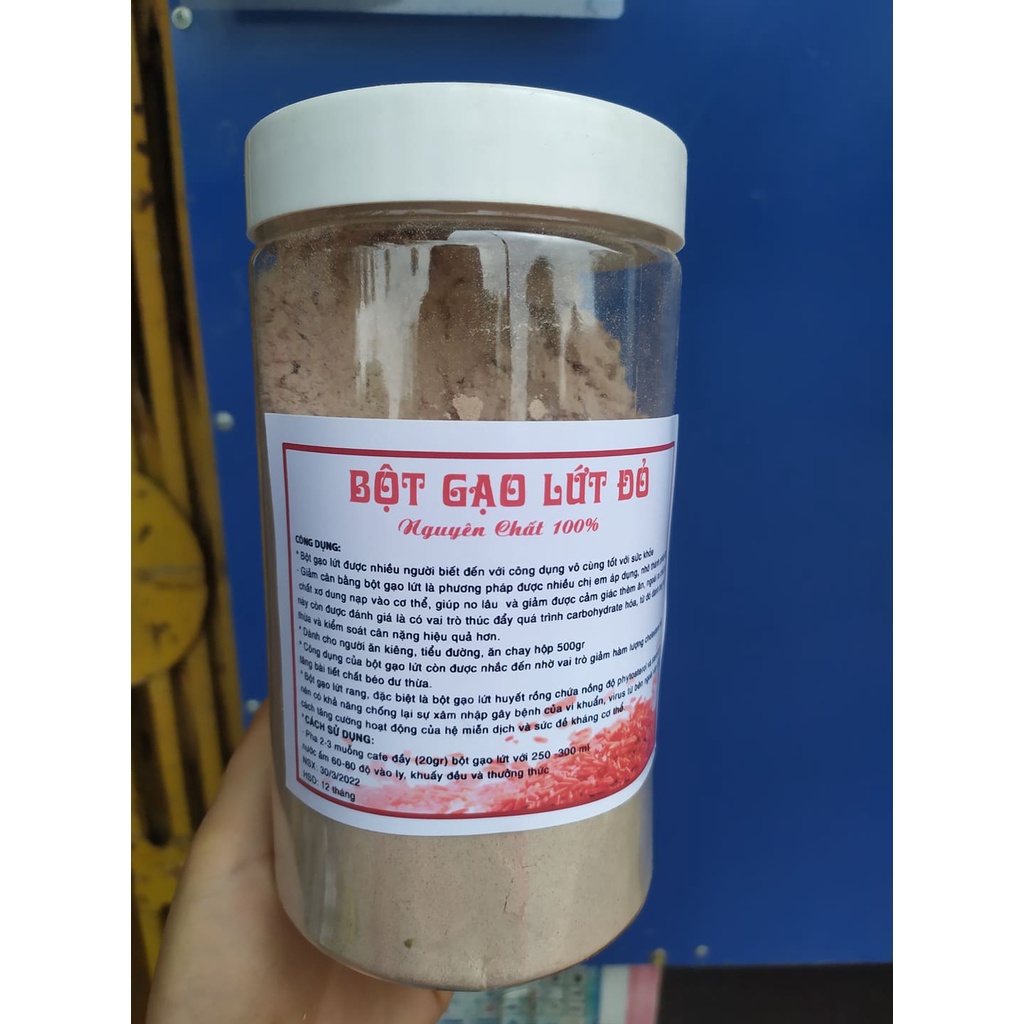 BỘT GẠO LỨT ĐỎ
Nguyên Chất 100%
CÔNG DỤNG:
* Bột gạo lứt được nhiều người biết đến với công dụng vô cùng tốt với sức khỏe
- Giảm cân bằng bột gạo lứt là phương pháp được nhiều chị em áp dụng, nhờ thành
chất xơ dung nạp vào cơ thể, giúp no lâu và giảm được cảm giác thèm ăn, ngoài ra
này còn được đánh giá là có vai trò thúc đẩy quá trình carbohydrate hóa, từ đó
thừa và kiểm soát cân nặng hiệu quả hơn.
* Dành cho người ăn kiêng, tiểu đường, ăn chay hộp 500gr
* Công dụng của bột gạo lứt còn được nhắc đến nhờ vai trò giảm hàm lượng
tăng bài tiết chất béo dư thừa.
* Bột gạo lứt rang, đặc biệt là bột gạo lứt huyết rồng chứa nồng độ phytosterol và
nên có khả năng chống lại sự xâm nhập gây bệnh của vi khuẩn, virus từ bên ngoài
cách tăng cường hoạt động của hệ miễn dịch và sức đề kháng cơ thể.
* CÁCH SỬ DỤNG:
- Pha 2-3 muỗng cafe đầy (20gr) bột gạo lứt với 250 -300 ml
nước ấm 60-80 độ vào ly, khuấy đều và thưởng thức
NSX: 30/3/2022
HSD: 12 tháng